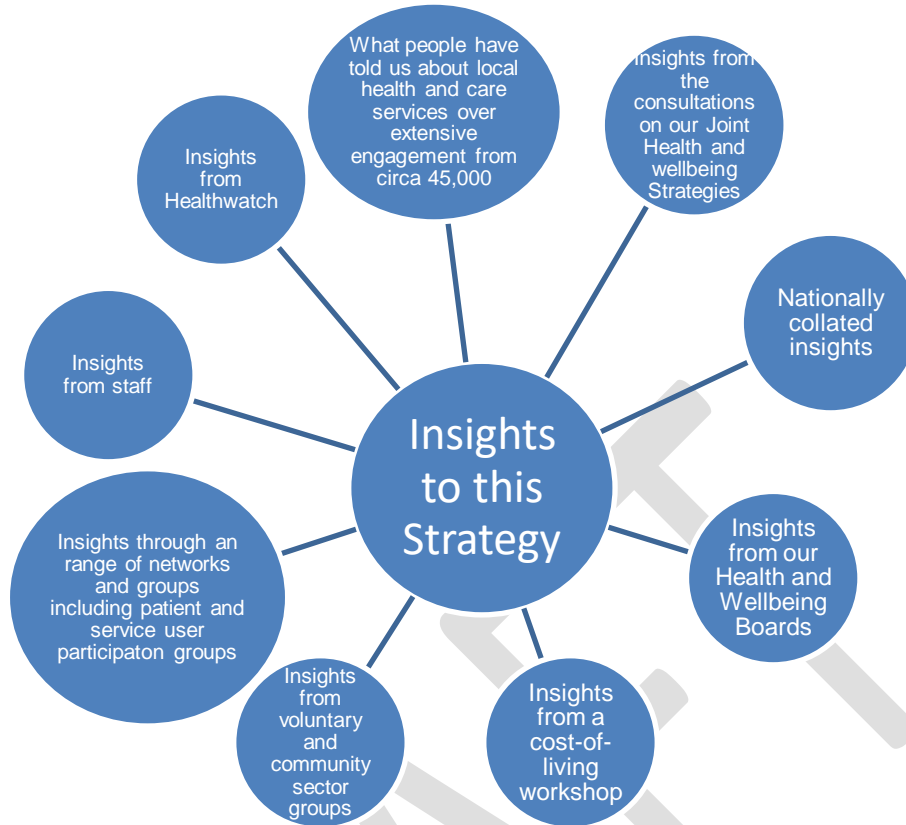 What people have
told us about local
health and care
services over
extensive
engagement from
circa 45,000
Insights from
the
consultations
on our Joint
Health and
wellbeing
Strategies
Insights
from
Healthwatch
Nationally
collated
insights
Insights
from staff
Insights
to this
Strategy
Insights through an
range of networks
and groups
including patient and
service user
participaton groups
Insights
from our
Health and
Wellbeing
Boards
Insights
from
voluntary
and
community
sector
groups
Insights
from a
cost-of-
living
workshop